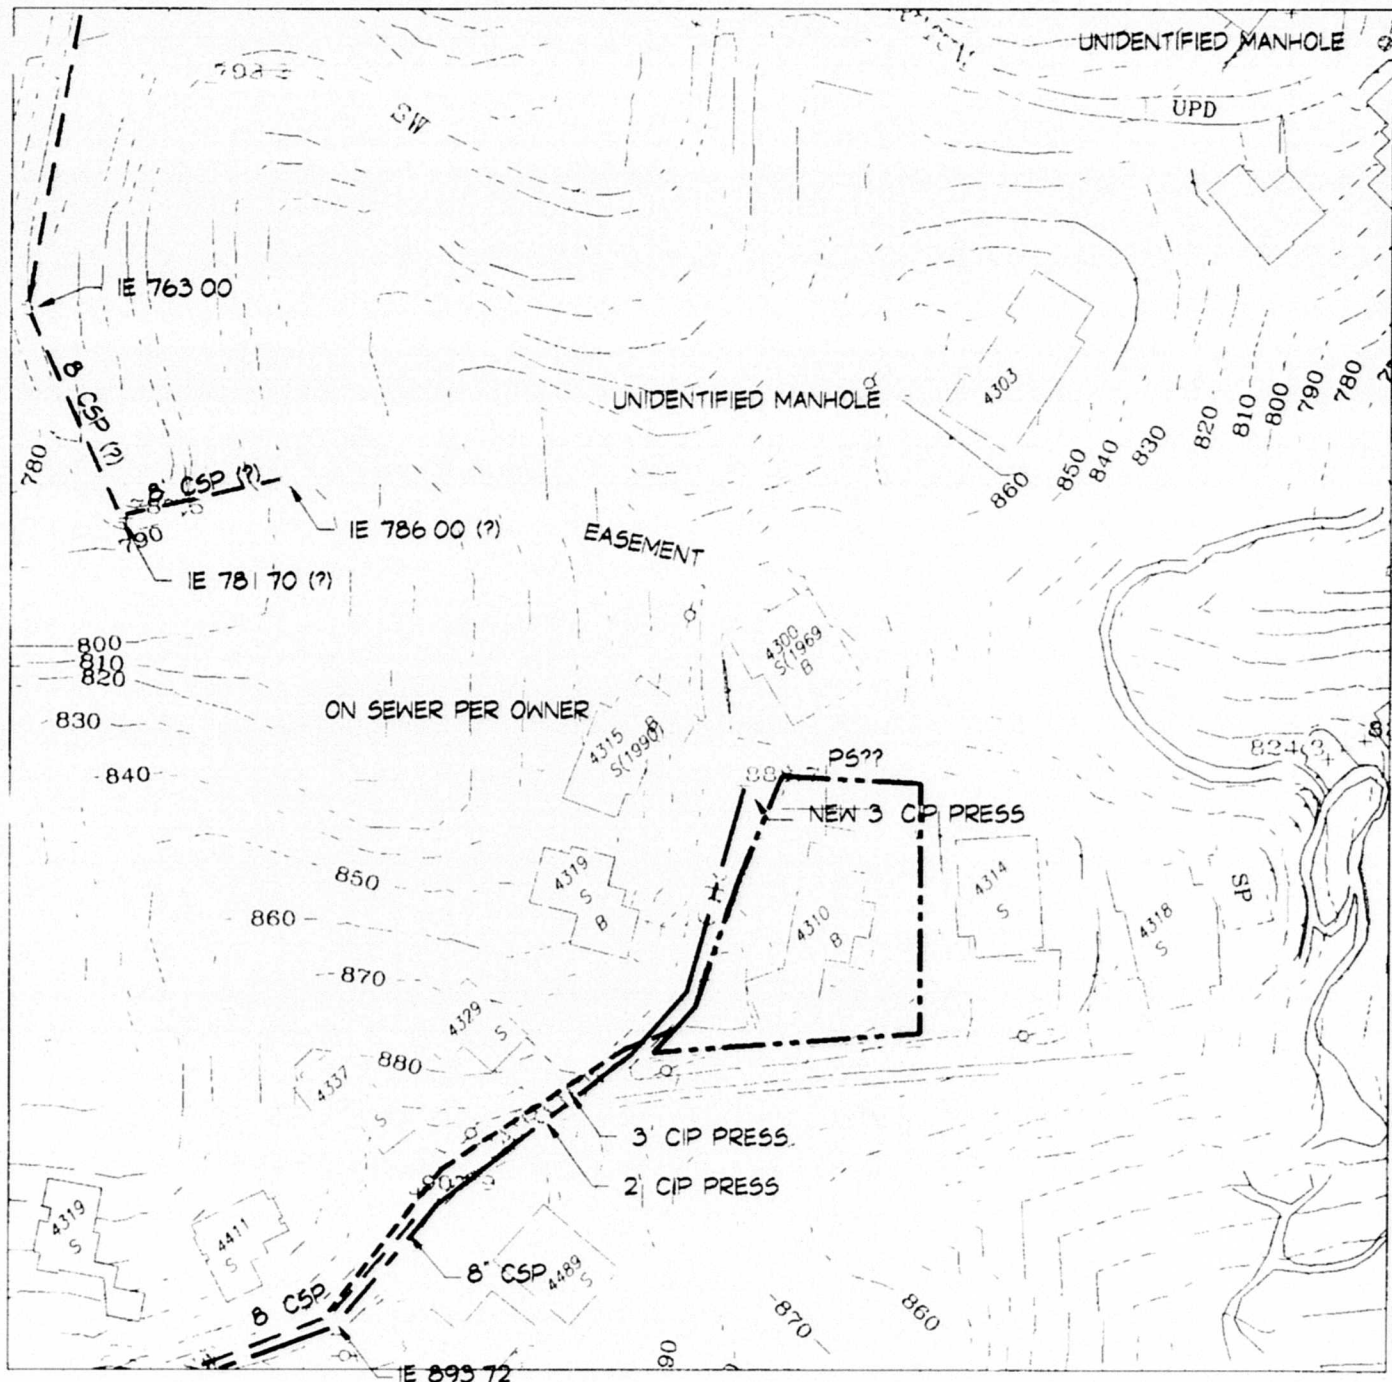 UNIDENTIFIED MANHOLE
UPD
SW
IE 763 00
8 CSP (?)
780
8' CSP (?)
790
IE 786 00 (?)
IE 781 70 (?)
UNIDENTIFIED MANHOLE
4303
860
850
840
830
820
810
800
790
780
EASEMENT
800
810
820
830
840
ON SEWER PER OWNER
4300
S(1969
B
4315
S(1990)
B
PS??
NEW 3 CIP PRESS
824.3
850
860
870
880
4319
S
B
4310
B
4314
S
4318
S
SP
4329
S
4337
S
3' CIP PRESS.
2' CIP PRESS
4319
S
4411
S
8" CSP
4489
S
8 CSP
IE 893 72
870
860
90